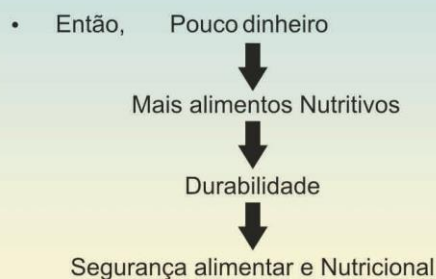 • Então, Pouco dinheiro
Mais alimentos Nutritivos
Durabilidade
Segurança alimentar e Nutricional